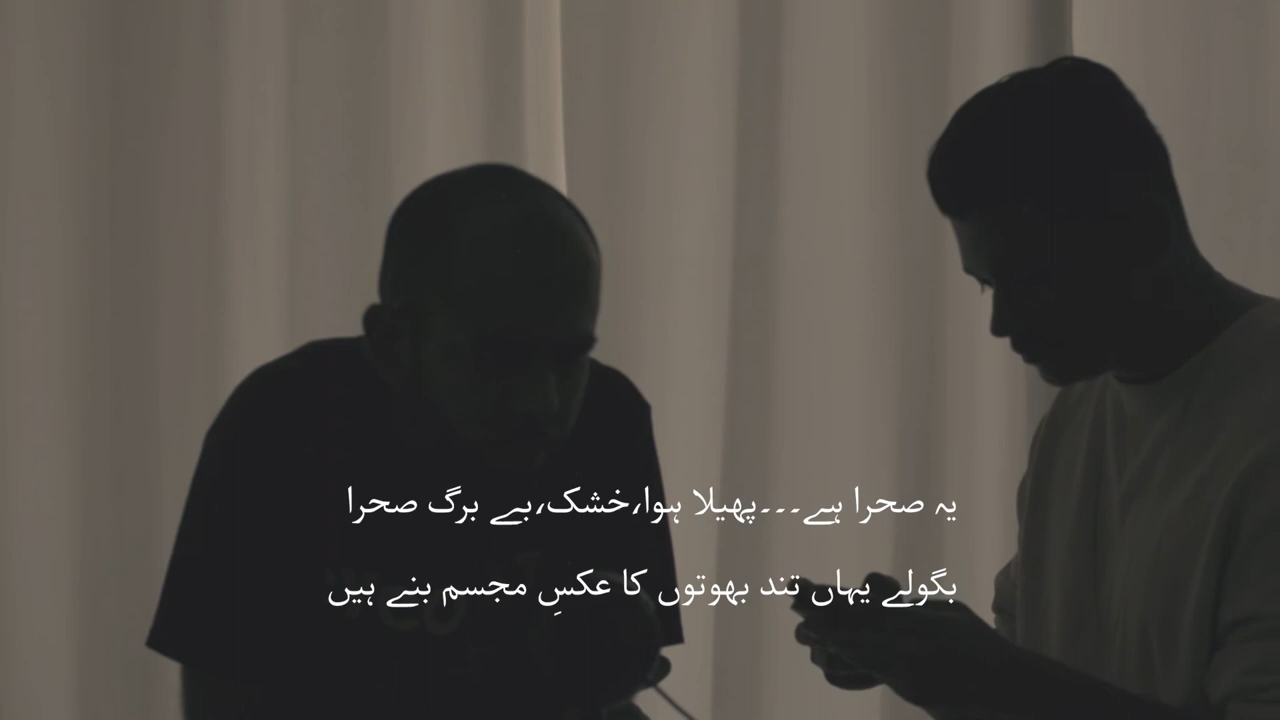 یہ صحرا ہے۔۔۔پھیلا ہوا،خشک،بے برگ صحرا
بگولے یہاں تند بھوتوں کا عکسِ مجسم بنے ہیں